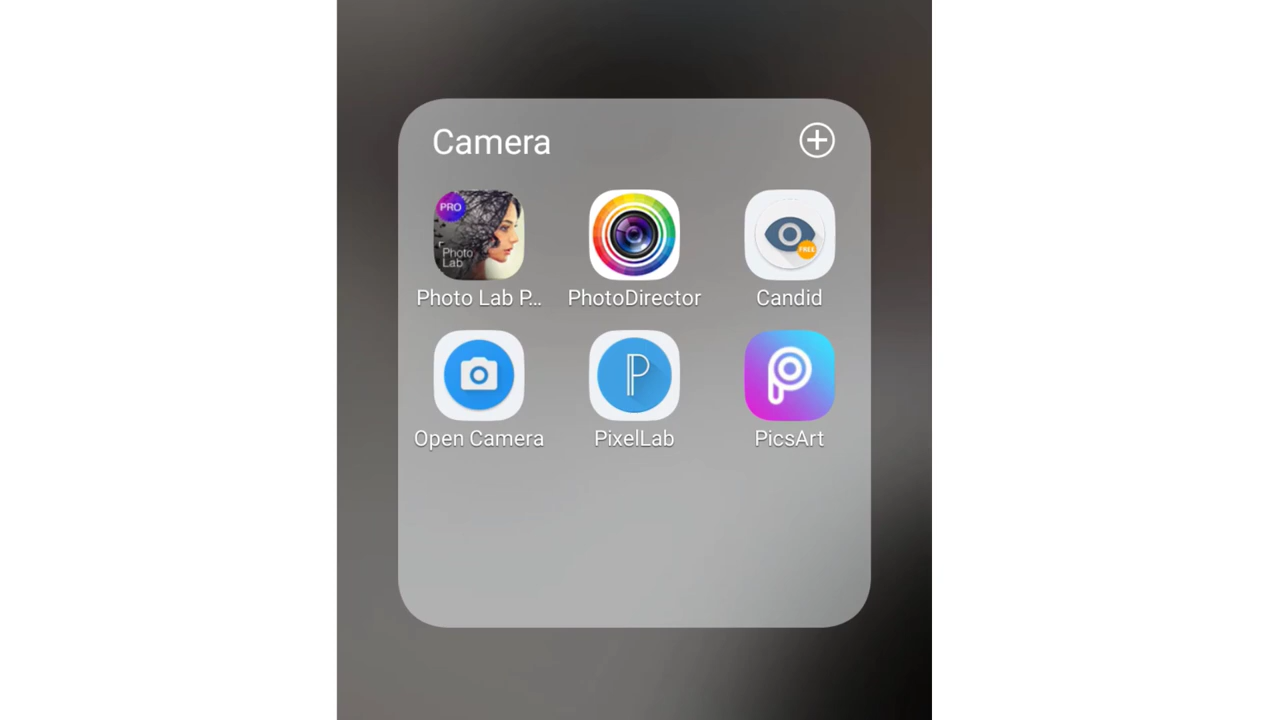 Camera
PRO
Photo
Lab
FREE
Photo Lab P...
PhotoDirector
Candid
P
Open Camera
PixelLab
PicsArt